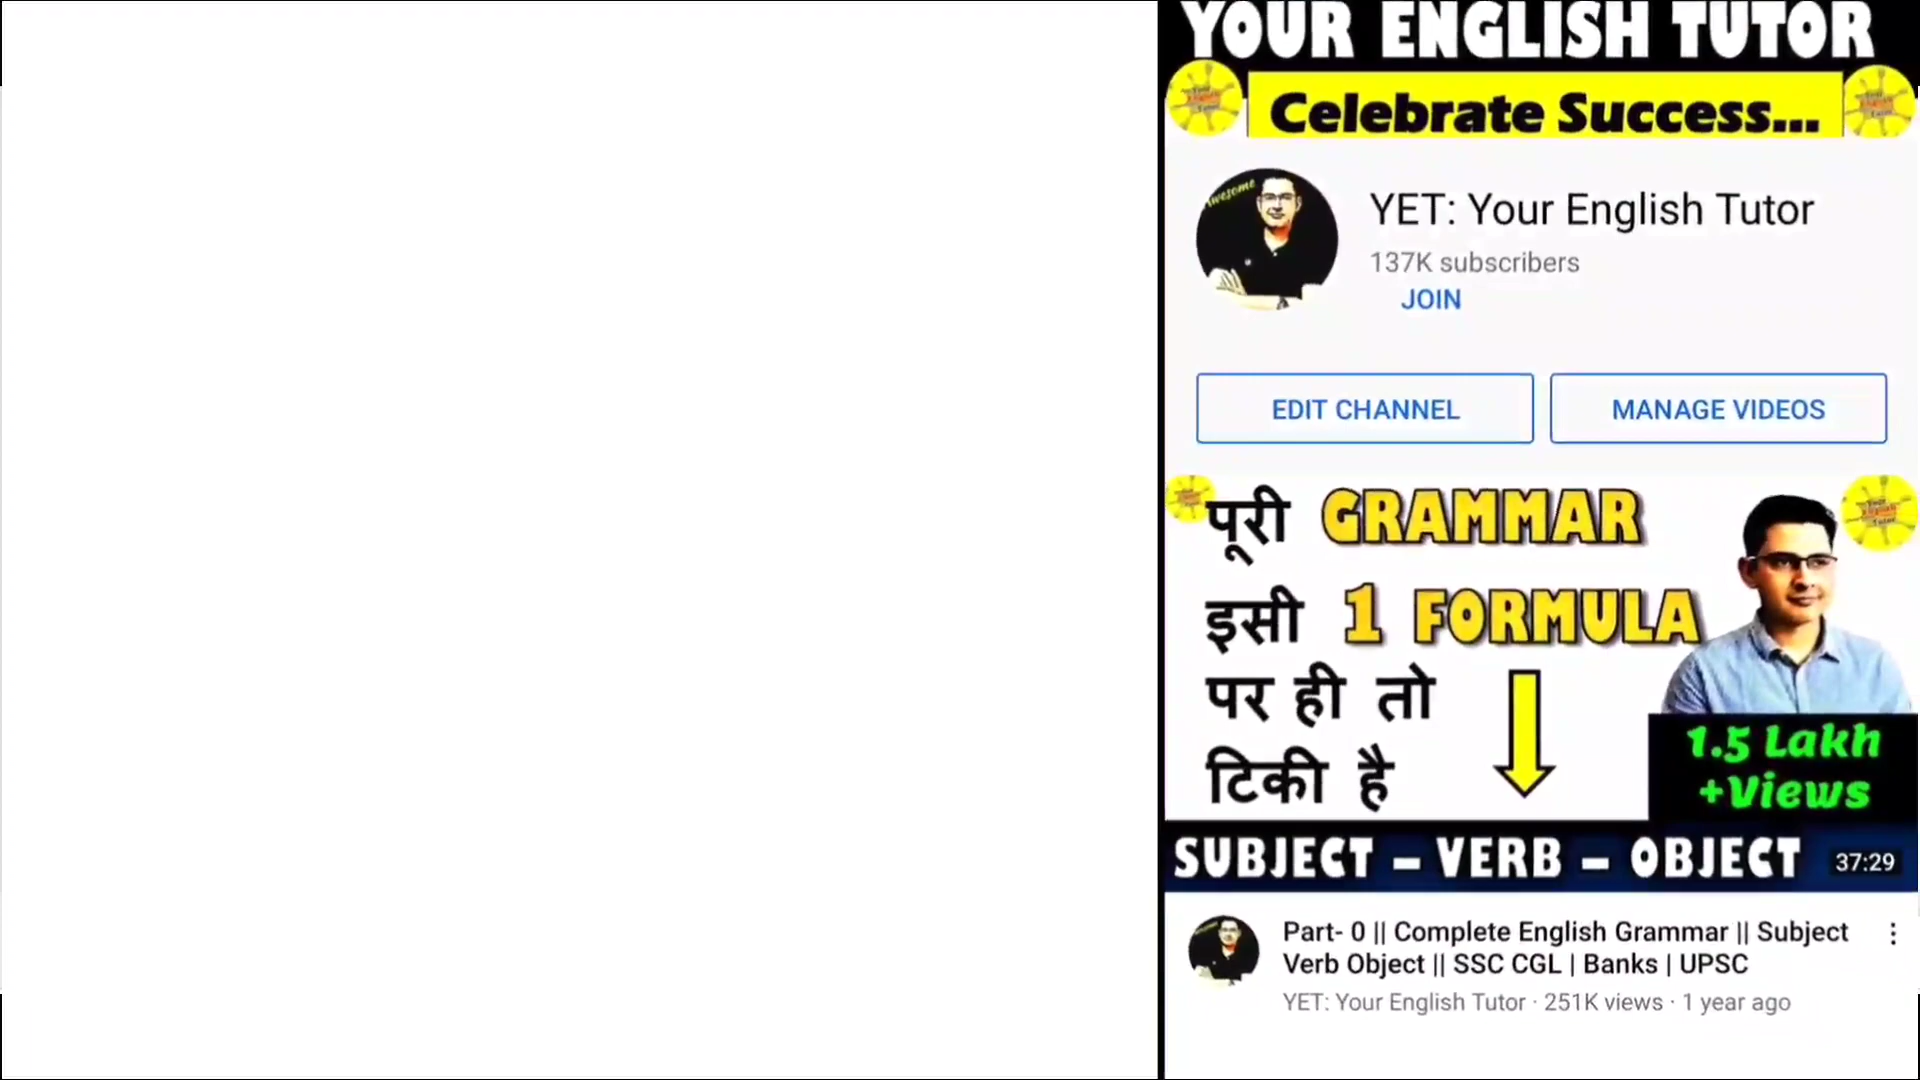 YOUR ENGLISH TUTOR
Celebrate Success...
Awesome
YET: Your English Tutor
137K subscribers
JOIN
EDIT CHANNEL
MANAGE VIDEOS
पूरी GRAMMAR
इसी 1 FORMULA
पर ही तो
टिकी है
1.5 Lakh
+Views
SUBJECT – VERB – OBJECT
37:29
Part- 0 || Complete English Grammar || Subject
Verb Object || SSC CGL | Banks | UPSC
YET: Your English Tutor · 251K views · 1 year ago